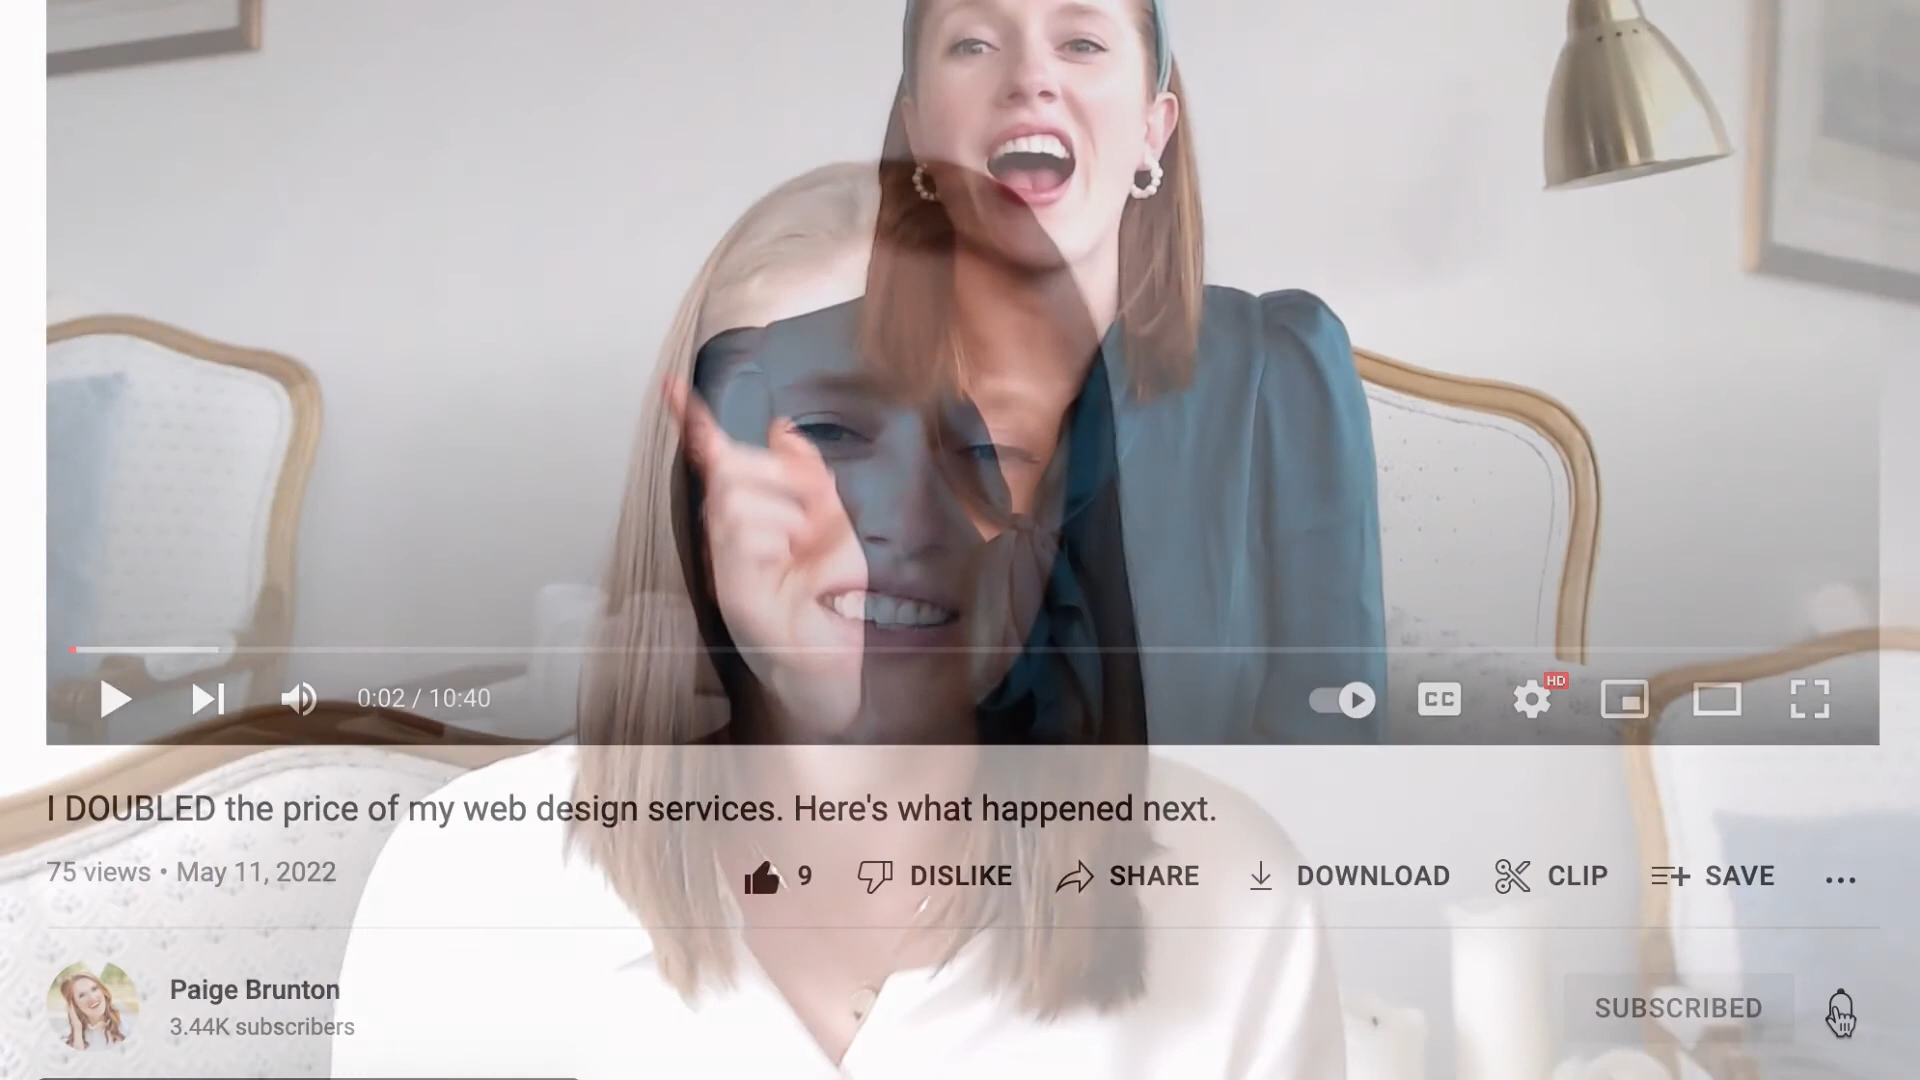 HD
CC
0:02 / 10:40
I DOUBLED the price of my web design services. Here's what happened next.
75 views • May 11, 2022
9 DISLIKE SHARE DOWNLOAD CLIP SAVE ...
Paige Brunton
3.44K subscribers
SUBSCRIBED